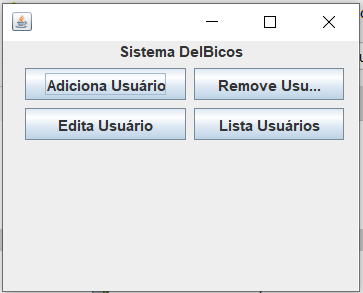 Sistema DelBicos
Adiciona Usuário Remove Usu...
Edita Usuário Lista Usuários